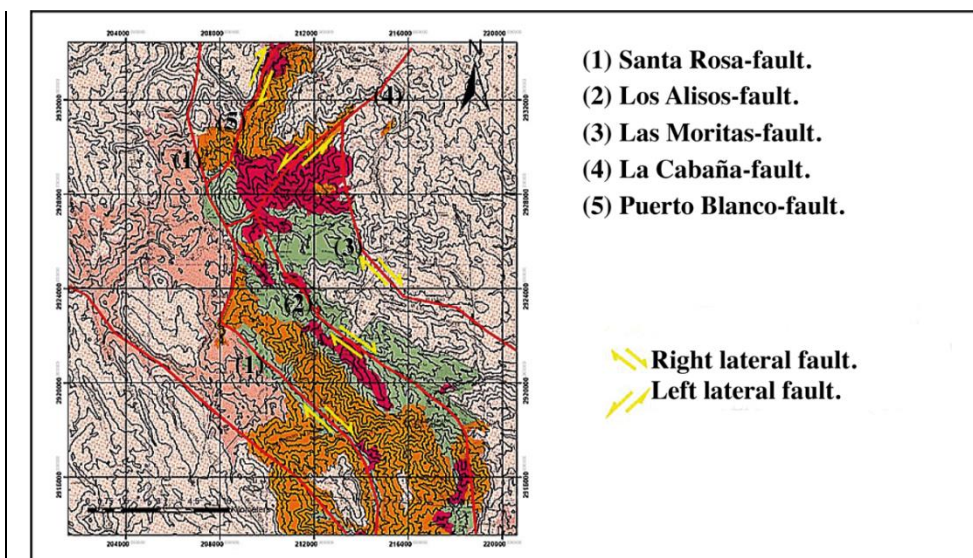 204000 208000 212000 216000 220000
N
2932000
2928000
2924000
2920000
2916000
(4)
(5)
(1)
(3)
(2)
(1)
204000 208000 212000 216000 220000
(1) Santa Rosa-fault.
(2) Los Alisos-fault.
(3) Las Moritas-fault.
(4) La Cabaña-fault.
(5) Puerto Blanco-fault.
Right lateral fault.
Left lateral fault.